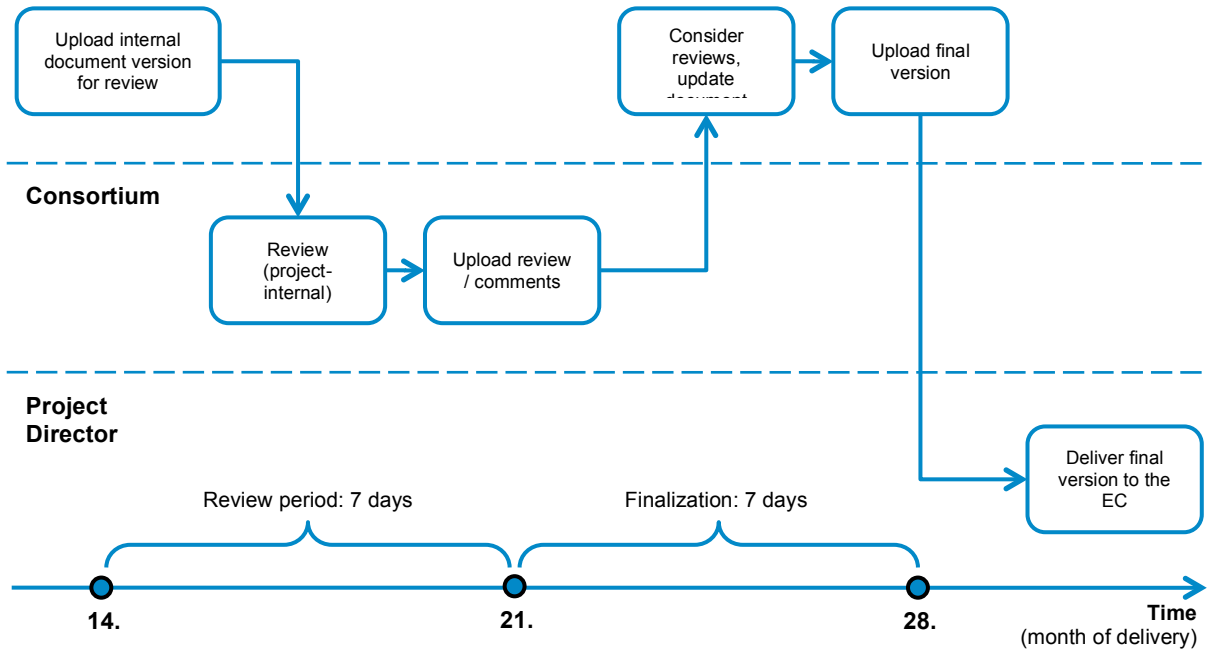 Upload internal
document version
for review
Consider
reviews,
update
document
Upload final
version
Consortium
Review
(project-
internal)
Upload review
/ comments
Project
Director
Deliver final
version to the
EC
Review period: 7 days
Finalization: 7 days
14.
21.
28.
Time
(month of delivery)